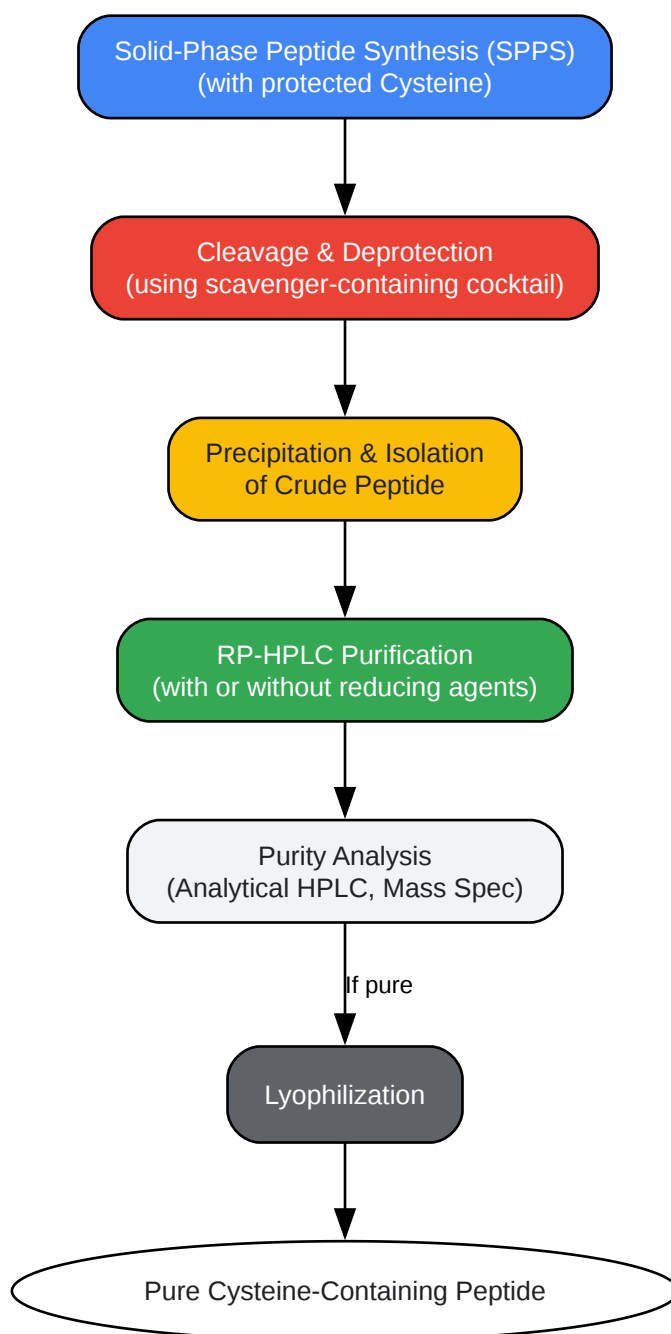 Solid-Phase Peptide Synthesis (SPPS)
(with protected Cysteine)
Cleavage & Deprotection
(using scavenger-containing cocktail)
Precipitation & Isolation
of Crude Peptide
RP-HPLC Purification
(with or without reducing agents)
Purity Analysis
(Analytical HPLC, Mass Spec)
If pure
Lyophilization
Pure Cysteine-Containing Peptide